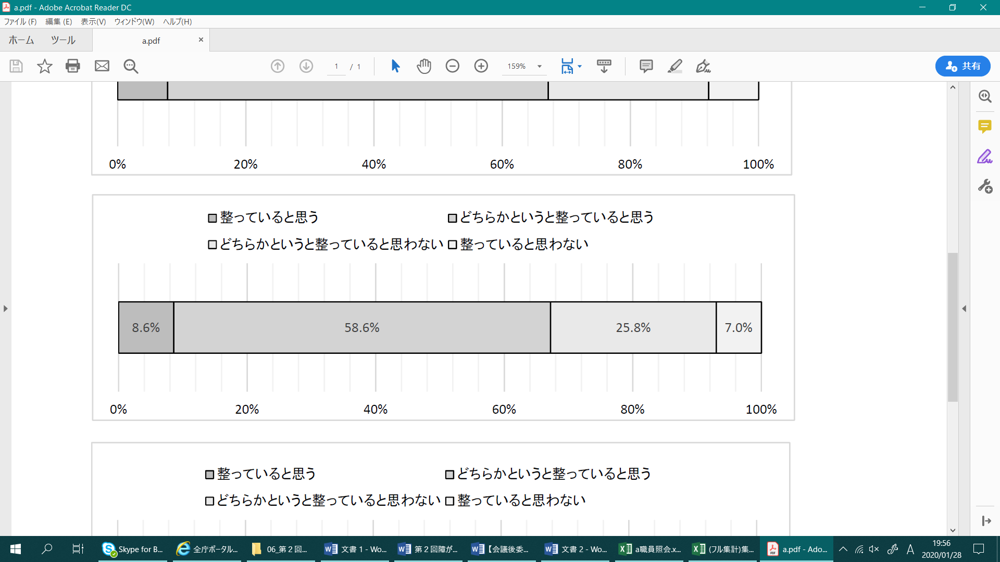 a.pdf - Adobe Acrobat Reader DC
ファイル(F) 編集(E) 表示(V) ウィンドウ(W) ヘルプ(H)
ホーム ツール a.pdf ×
1 / 1 159% 共有
0% 20% 40% 60% 80% 100%
整っていると思う どちらかというと整っていると思う
どちらかというと整っていると思わない 整っていると思わない
8.6% 58.6% 25.8% 7.0%
0% 20% 40% 60% 80% 100%
整っていると思う どちらかというと整っていると思う
どちらかというと整っていると思わない 整っていると思わない
Skype for B... 全庁ポータル... 06_第2回... 文書1 - Wo... 第2回障が... 【会議後委... 文書2 - Wo... a職員照会.x... (フル集計)集... a.pdf - Ado... A 19:56
2020/01/28